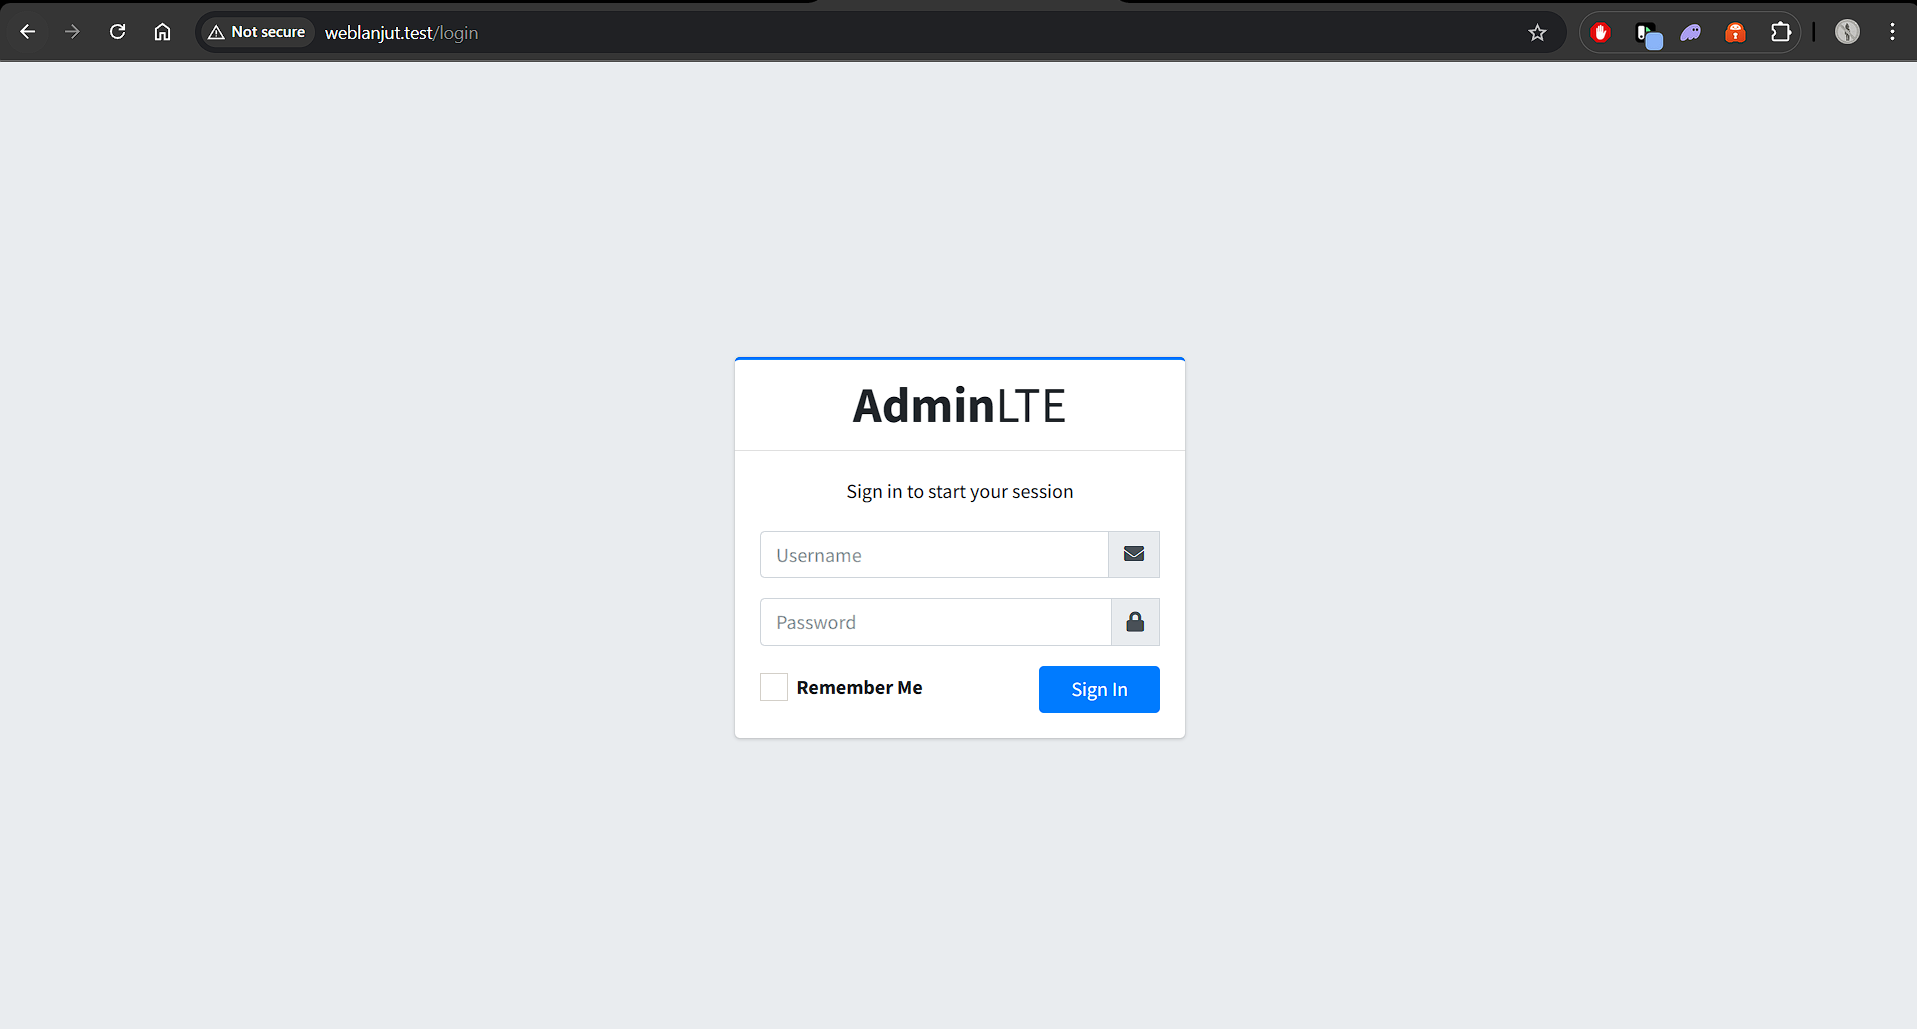 Not secure weblanjut.test/login
AdminLTE
Sign in to start your session
Username
Password
Remember Me
Sign In